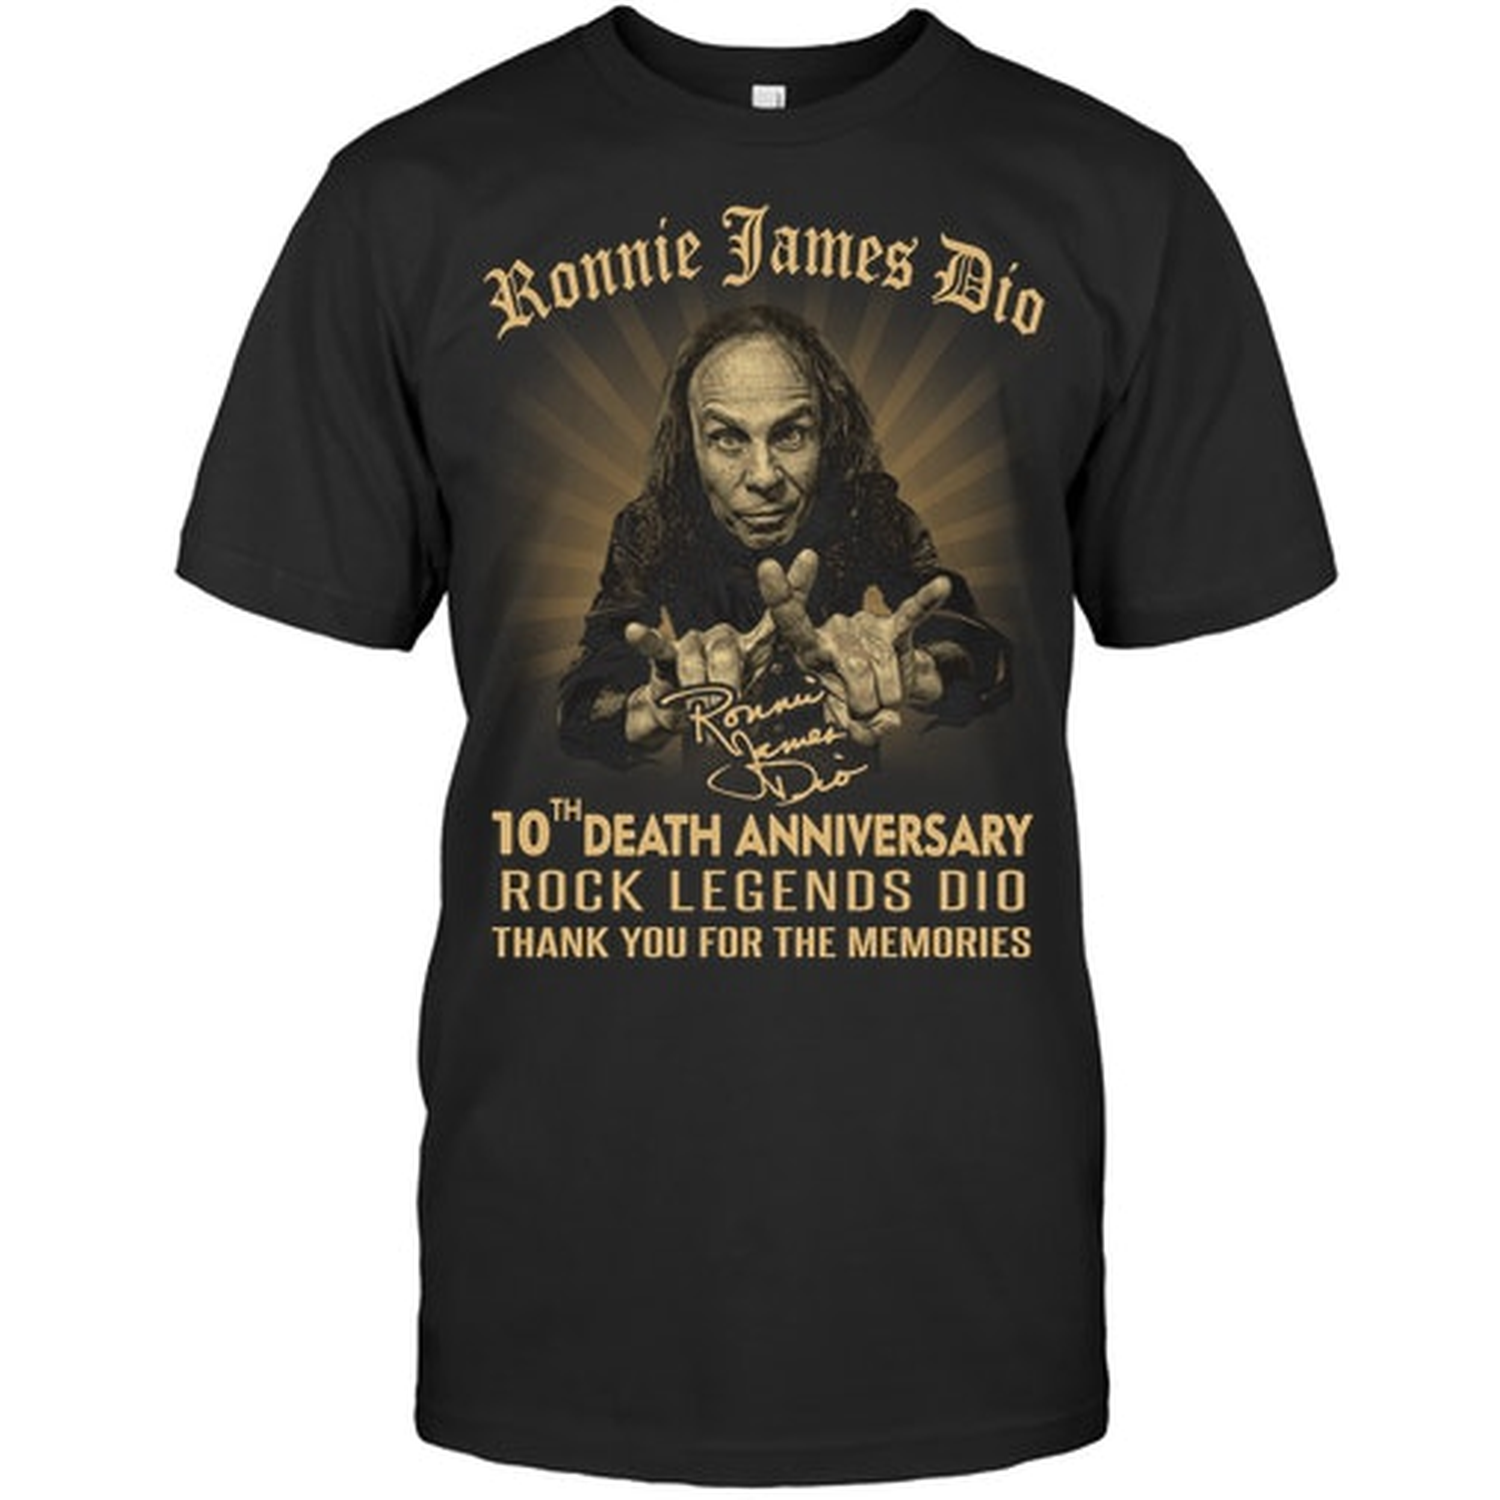 Ronnie James Dio
Ronnie
James
Dio
10TH DEATH ANNIVERSARY
ROCK LEGENDS DIO
THANK YOU FOR THE MEMORIES